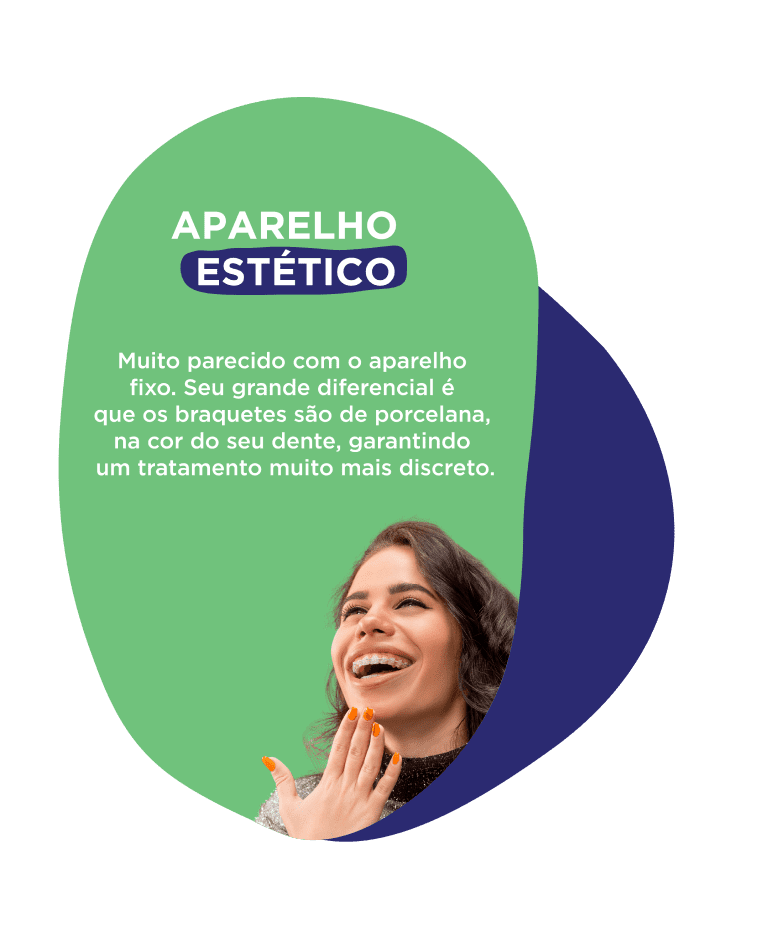 APARELHO
ESTÉTICO
Muito parecido com o aparelho
fixo. Seu grande diferencial é
que os braquetes são de porcelana,
na cor do seu dente, garantindo
um tratamento muito mais discreto.